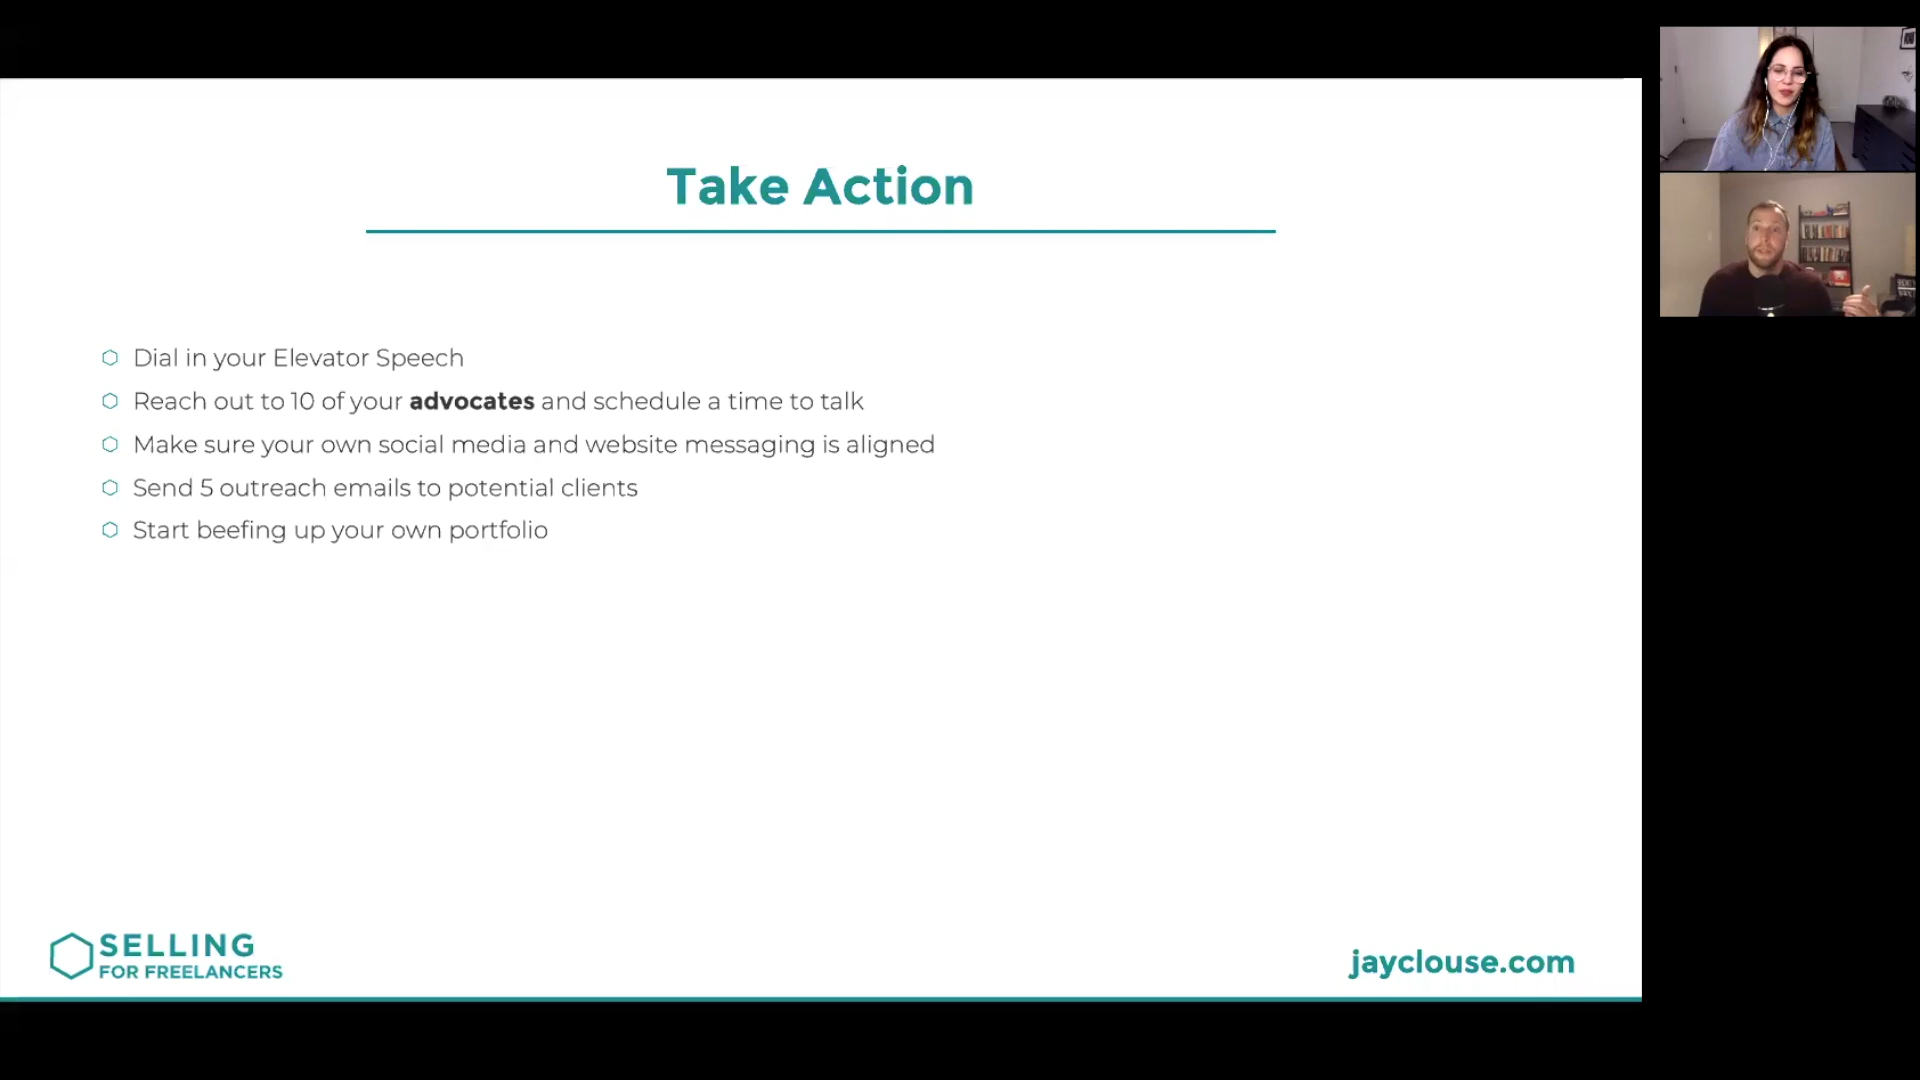 Take Action
Dial in your Elevator Speech
Reach out to 10 of your advocates and schedule a time to talk
Make sure your own social media and website messaging is aligned
Send 5 outreach emails to potential clients
Start beefing up your own portfolio
SELLING
FOR FREELANCERS
jayclouse.com